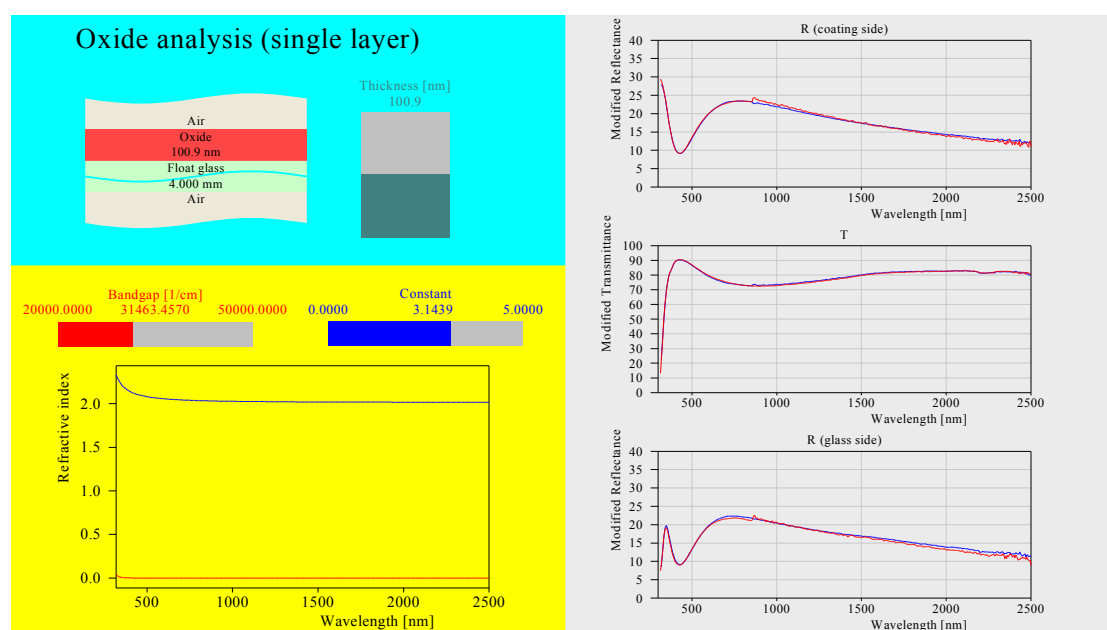 Oxide analysis (single layer)
Thickness [nm]
100.9
Air
Oxide
100.9 nm
Float glass
4.000 mm
Air
Bandgap [1/cm]
20000.0000 31463.4570 50000.0000
Constant
0.0000 3.1439 5.0000
Refractive index
2.0
1.5
1.0
0.5
0.0
500 1000 1500 2000 2500
Wavelength [nm]
R (coating side)
Modified Reflectance
40
35
30
25
20
15
10
5
0
500 1000 1500 2000 2500
Wavelength [nm]
T
Modified Transmittance
100
90
80
70
60
50
40
30
20
10
0
500 1000 1500 2000 2500
Wavelength [nm]
R (glass side)
Modified Reflectance
40
35
30
25
20
15
10
5
0
500 1000 1500 2000 2500
Wavelength [nm]